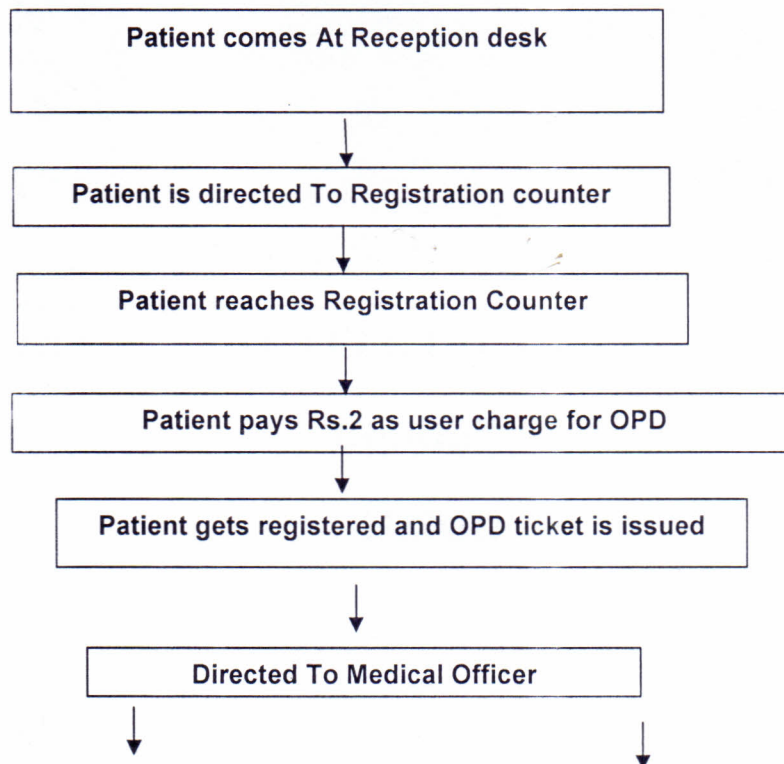 Patient comes At Reception desk
Patient is directed To Registration counter
Patient reaches Registration Counter
Patient pays Rs.2 as user charge for OPD
Patient gets registered and OPD ticket is issued
Directed To Medical Officer